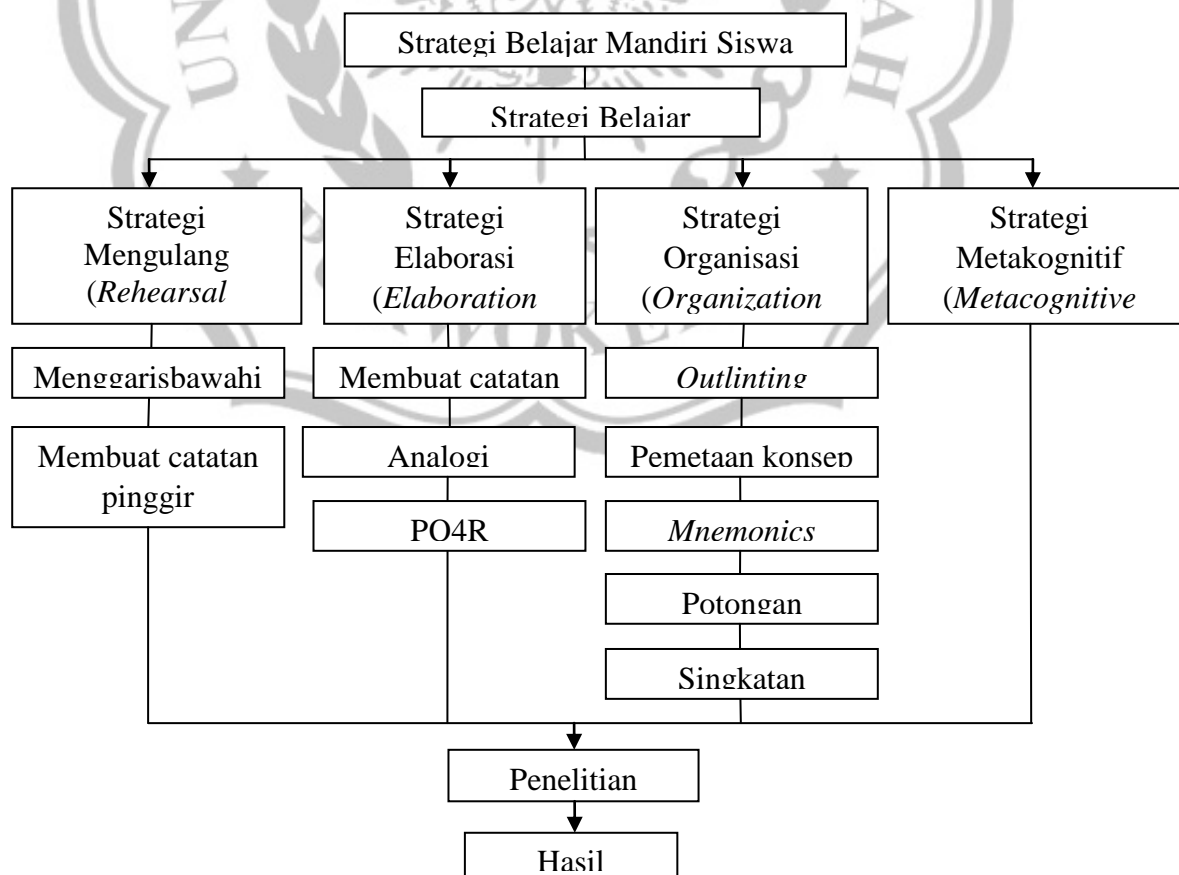 Strategi Belajar Mandiri Siswa
Strategi Belajar
Strategi
Mengulang
(Rehearsal
Strategi
Elaborasi
(Elaboration
Strategi
Organisasi
(Organization
Strategi
Metakognitif
(Metacognitive
Menggarisbawahi
Membuat catatan
pinggir
Membuat catatan
Analogi
PO4R
Outlinting
Pemetaan konsep
Mnemonics
Potongan
Singkatan
Penelitian
Hasil